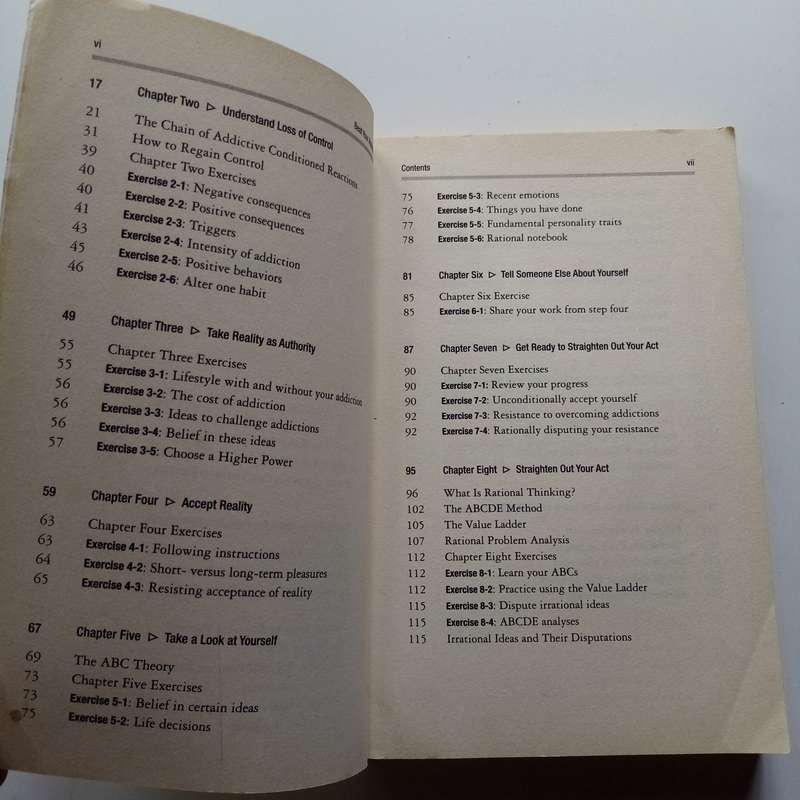 vi
17 Chapter Two ▷ Understand Loss of Control
21 The Chain of Addictive Conditioned Reactions
31 How to Regain Control
39 Chapter Two Exercises
40 Exercise 2-1: Negative consequences
40 Exercise 2-2: Positive consequences
41 Exercise 2-3: Triggers
43 Exercise 2-4: Intensity of addiction
45 Exercise 2-5: Positive behaviors
46 Exercise 2-6: Alter one habit
49 Chapter Three ▷ Take Reality as Authority
55 Chapter Three Exercises
55 Exercise 3-1: Lifestyle with and without your addiction
56 Exercise 3-2: The cost of addiction
56 Exercise 3-3: Ideas to challenge addictions
56 Exercise 3-4: Belief in these ideas
57 Exercise 3-5: Choose a Higher Power
59 Chapter Four ▷ Accept Reality
63 Chapter Four Exercises
63 Exercise 4-1: Following instructions
64 Exercise 4-2: Short- versus long-term pleasures
65 Exercise 4-3: Resisting acceptance of reality
67 Chapter Five ▷ Take a Look at Yourself
69 The ABC Theory
73 Chapter Five Exercises
73 Exercise 5-1: Belief in certain ideas
75 Exercise 5-2: Life decisions
Contents vii
75 Exercise 5-3: Recent emotions
76 Exercise 5-4: Things you have done
77 Exercise 5-5: Fundamental personality traits
78 Exercise 5-6: Rational notebook
81 Chapter Six ▷ Tell Someone Else About Yourself
85 Chapter Six Exercise
85 Exercise 6-1: Share your work from step four
87 Chapter Seven ▷ Get Ready to Straighten Out Your Act
90 Chapter Seven Exercises
90 Exercise 7-1: Review your progress
90 Exercise 7-2: Unconditionally accept yourself
92 Exercise 7-3: Resistance to overcoming addictions
92 Exercise 7-4: Rationally disputing your resistance
95 Chapter Eight ▷ Straighten Out Your Act
96 What Is Rational Thinking?
102 The ABCDE Method
105 The Value Ladder
107 Rational Problem Analysis
112 Chapter Eight Exercises
112 Exercise 8-1: Learn your ABCs
112 Exercise 8-2: Practice using the Value Ladder
115 Exercise 8-3: Dispute irrational ideas
115 Exercise 8-4: ABCDE analyses
115 Irrational Ideas and Their Disputations